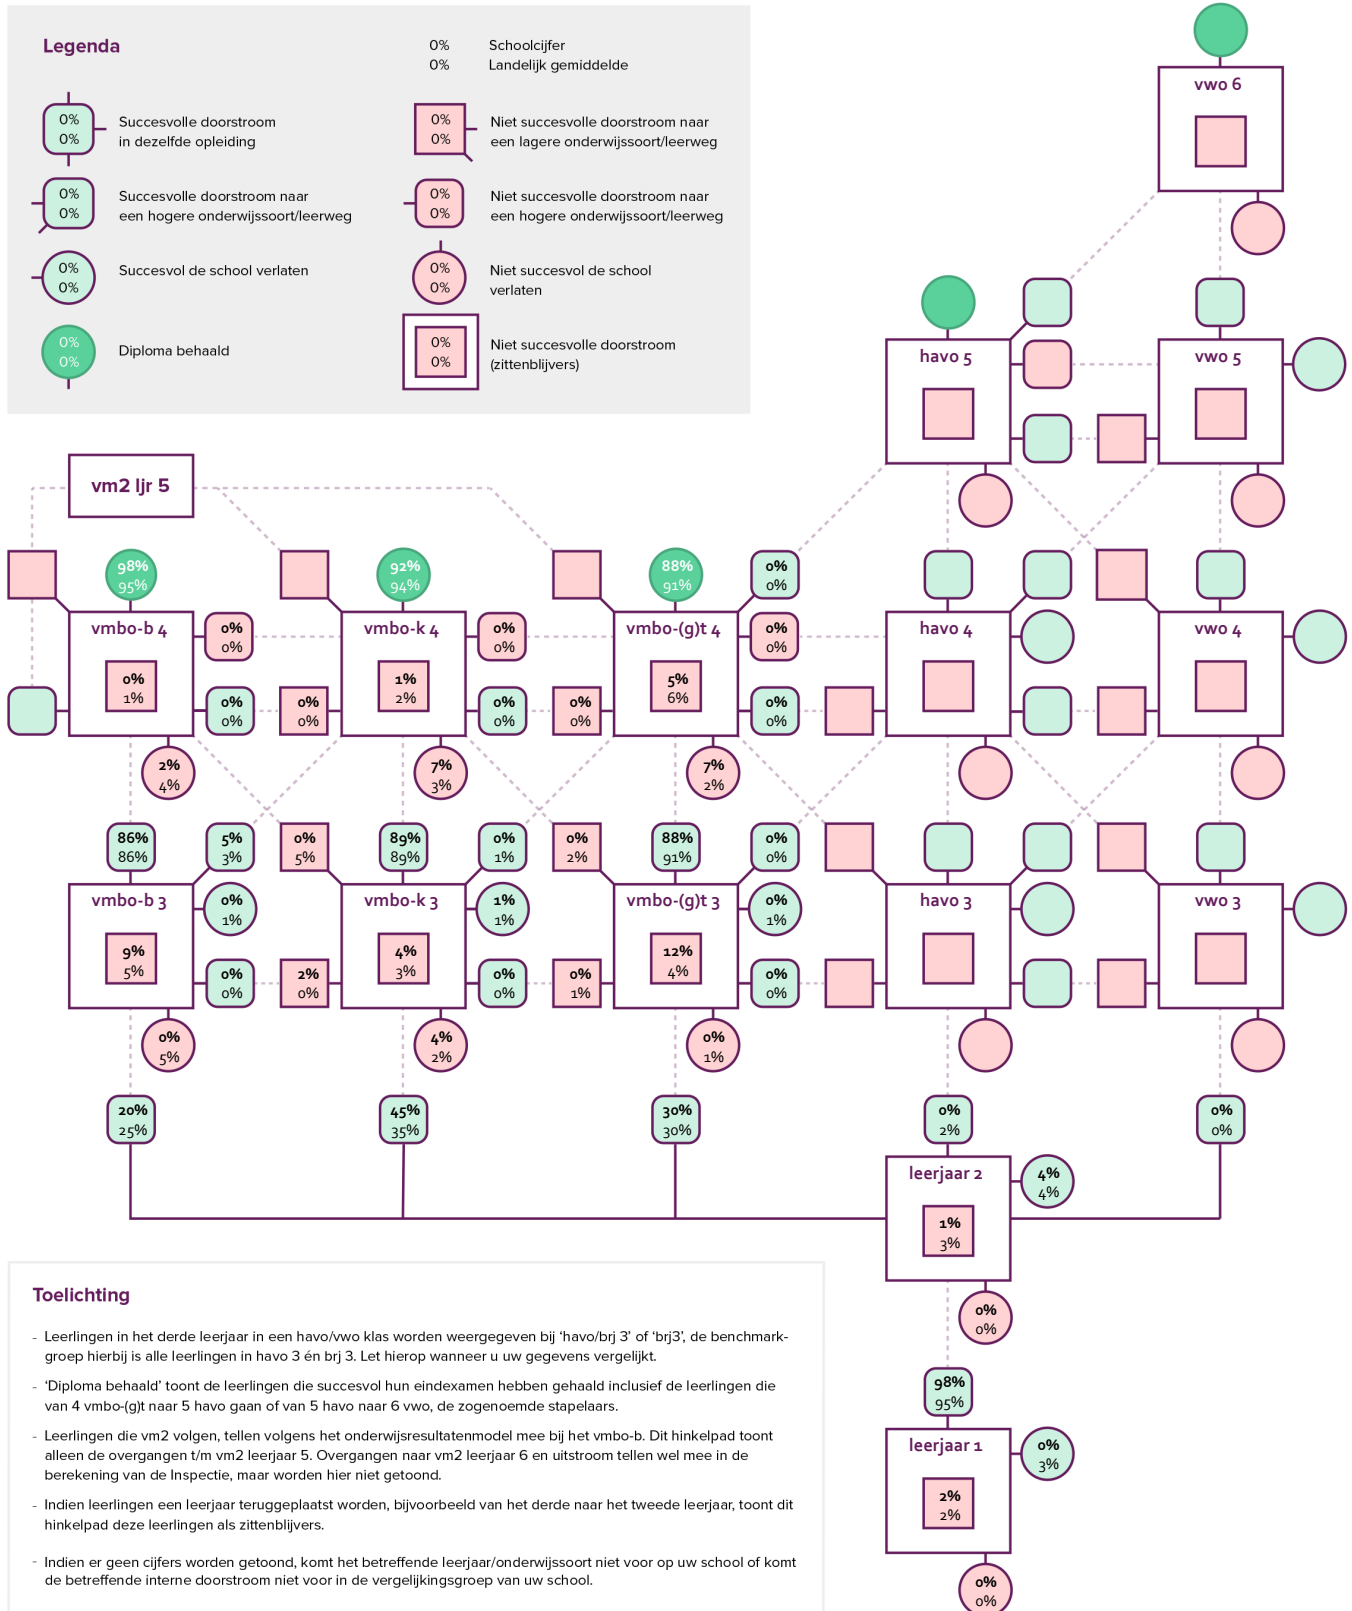 Legenda
0% Schoolcijfer
0% Landelijk gemiddelde
0%
0%
Succesvolle doorstroom
in dezelfde opleiding
0%
0%
Niet succesvolle doorstroom naar
een lagere onderwijssoort/leerweg
0%
0%
Succesvolle doorstroom naar
een hogere onderwijssoort/leerweg
0%
0%
Niet succesvolle doorstroom naar
een hogere onderwijssoort/leerweg
0%
0%
Succesvol de school verlaten
0%
0%
Niet succesvol de school
verlaten
0%
0%
Diploma behaald
0%
0%
Niet succesvolle doorstroom
(zittenblijvers)
vwo 6
havo 5
vwo 5
vm2 ljr 5
98%
95%
92%
94%
88%
91%
0%
0%
vmbo-b 4
0%
0%
vmbo-k 4
0%
0%
vmbo-(g)t 4
0%
0%
havo 4
vwo 4
0%
1%
0%
0%
0%
0%
1%
2%
0%
0%
0%
0%
5%
6%
0%
0%
2%
4%
7%
3%
7%
2%
86%
86%
5%
3%
0%
5%
89%
89%
0%
1%
0%
2%
88%
91%
0%
0%
vmbo-b 3
0%
1%
vmbo-k 3
1%
1%
vmbo-(g)t 3
0%
1%
havo 3
vwo 3
9%
5%
0%
0%
2%
0%
4%
3%
0%
0%
0%
1%
12%
4%
0%
0%
0%
5%
4%
2%
0%
1%
20%
25%
45%
35%
30%
30%
0%
2%
0%
0%
leerjaar 2
4%
4%
1%
3%
0%
0%
98%
95%
leerjaar 1
0%
3%
2%
2%
0%
0%
Toelichting
- Leerlingen in het derde leerjaar in een havo/vwo klas worden weergegeven bij ‘havo/brj 3’ of ‘brj3’, de benchmark-
groep hierbij is alle leerlingen in havo 3 én brj 3. Let hierop wanneer u uw gegevens vergelijkt.
- ‘Diploma behaald’ toont de leerlingen die succesvol hun eindexamen hebben gehaald inclusief de leerlingen die
van 4 vmbo-(g)t naar 5 havo gaan of van 5 havo naar 6 vwo, de zogenoemde stapelaars.
- Leerlingen die vm2 volgen, tellen volgens het onderwijsresultatenmodel mee bij het vmbo-b. Dit hinkelpad toont
alleen de overgangen t/m vm2 leerjaar 5. Overgangen naar vm2 leerjaar 6 en uitstroom tellen wel mee in de
berekening van de Inspectie, maar worden hier niet getoond.
- Indien leerlingen een leerjaar teruggeplaatst worden, bijvoorbeeld van het derde naar het tweede leerjaar, toont dit
hinkelpad deze leerlingen als zittenblijvers.
- Indien er geen cijfers worden getoond, komt het betreffende leerjaar/onderwijssoort niet voor op uw school of komt
de betreffende interne doorstroom niet voor in de vergelijkingsgroep van uw school.